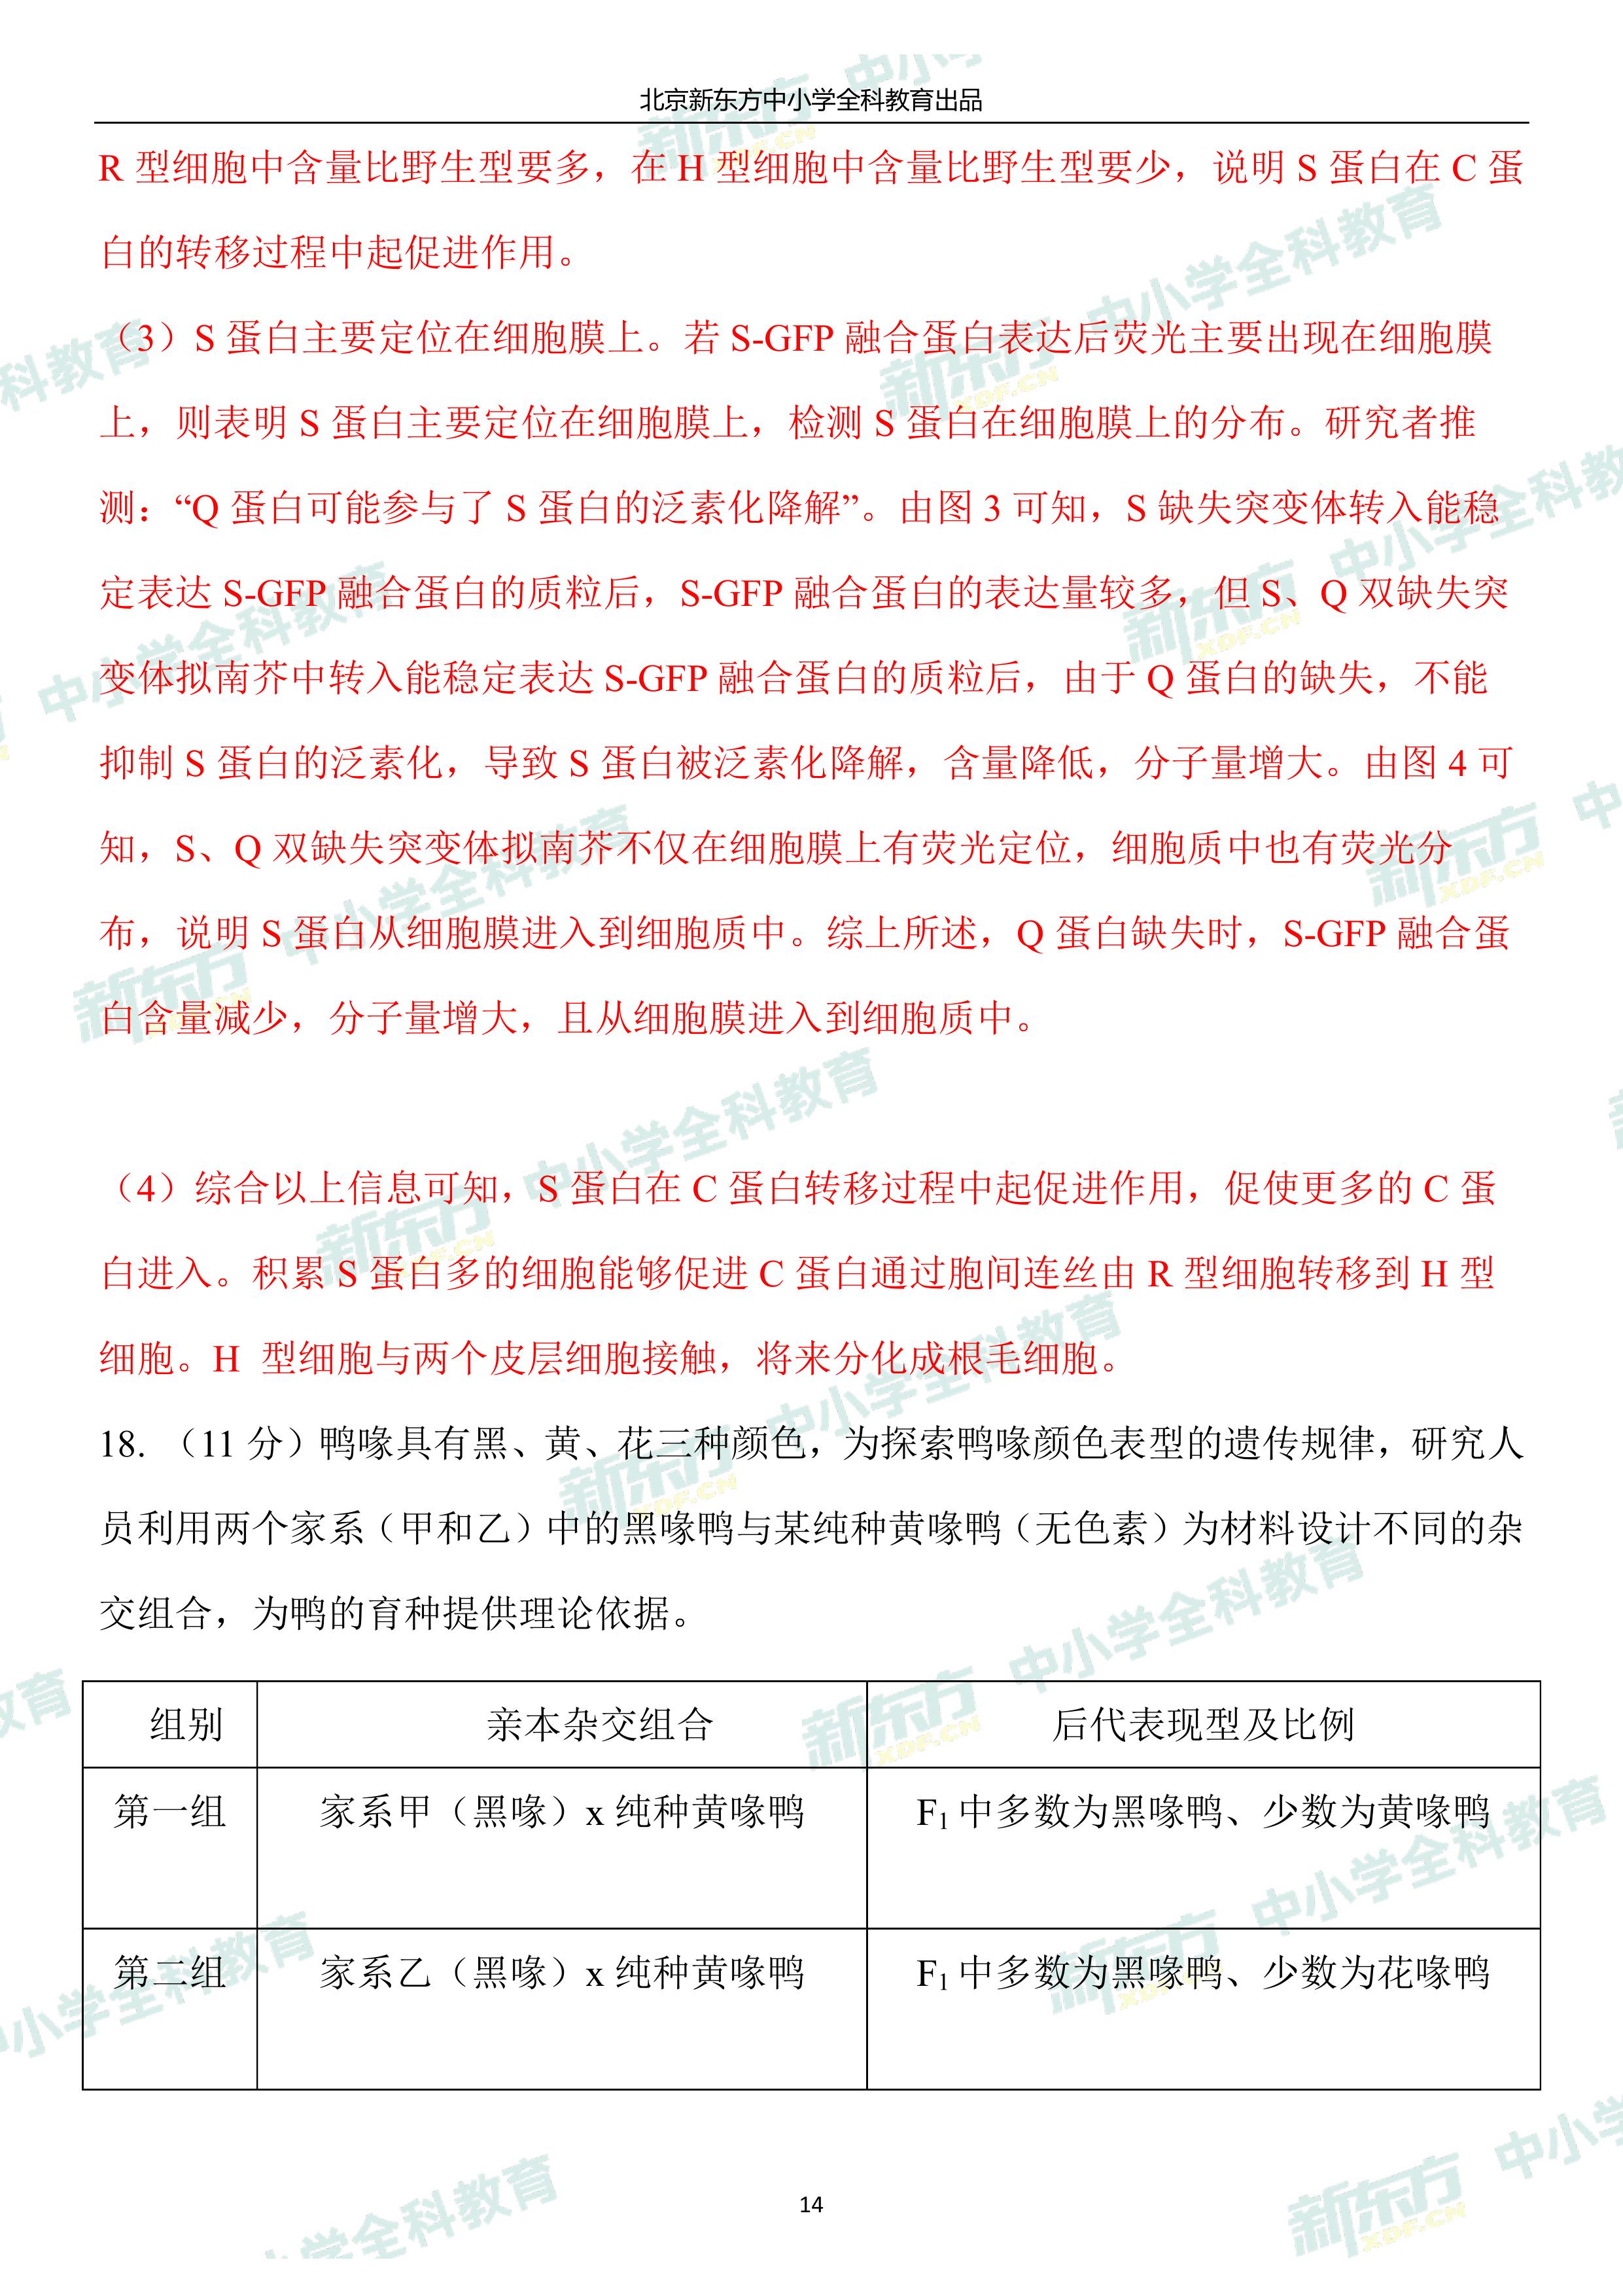 北京新东方中小学全科教育出品
R 型细胞中含量比野生型要多，在 H 型细胞中含量比野生型要少，说明 S 蛋白在 C 蛋
白的转移过程中起促进作用。
（3）S 蛋白主要定位在细胞膜上。若 S-GFP 融合蛋白表达后荧光主要出现在细胞膜
上，则表明 S 蛋白主要定位在细胞膜上，检测 S 蛋白在细胞膜上的分布。研究者推
测：“Q 蛋白可能参与了 S 蛋白的泛素化降解”。由图 3 可知，S 缺失突变体转入能稳
定表达 S-GFP 融合蛋白的质粒后，S-GFP 融合蛋白的表达量较多，但 S、Q 双缺失突
变体拟南芥中转入能稳定表达 S-GFP 融合蛋白的质粒后，由于 Q 蛋白的缺失，不能
抑制 S 蛋白的泛素化，导致 S 蛋白被泛素化降解，含量降低，分子量增大。由图 4 可
知，S、Q 双缺失突变体拟南芥不仅在细胞膜上有荧光定位，细胞质中也有荧光分
布，说明 S 蛋白从细胞膜进入到细胞质中。综上所述，Q 蛋白缺失时，S-GFP 融合蛋
白含量减少，分子量增大，且从细胞膜进入到细胞质中。
（4）综合以上信息可知，S 蛋白在 C 蛋白转移过程中起促进作用，促使更多的 C 蛋
白进入。积累 S 蛋白多的细胞能够促进 C 蛋白通过胞间连丝由 R 型细胞转移到 H 型
细胞。H 型细胞与两个皮层细胞接触，将来分化成根毛细胞。
18. （11 分）鸭喙具有黑、黄、花三种颜色，为探索鸭喙颜色表型的遗传规律，研究人
员利用两个家系（甲和乙）中的黑喙鸭与某纯种黄喙鸭（无色素）为材料设计不同的杂
交组合，为鸭的育种提供理论依据。
组别 亲本杂交组合 后代表现型及比例
第一组 家系甲（黑喙）x 纯种黄喙鸭 F₁ 中多数为黑喙鸭、少数为黄喙鸭
第二组 家系乙（黑喙）x 纯种黄喙鸭 F₁ 中多数为黑喙鸭、少数为花喙鸭
14